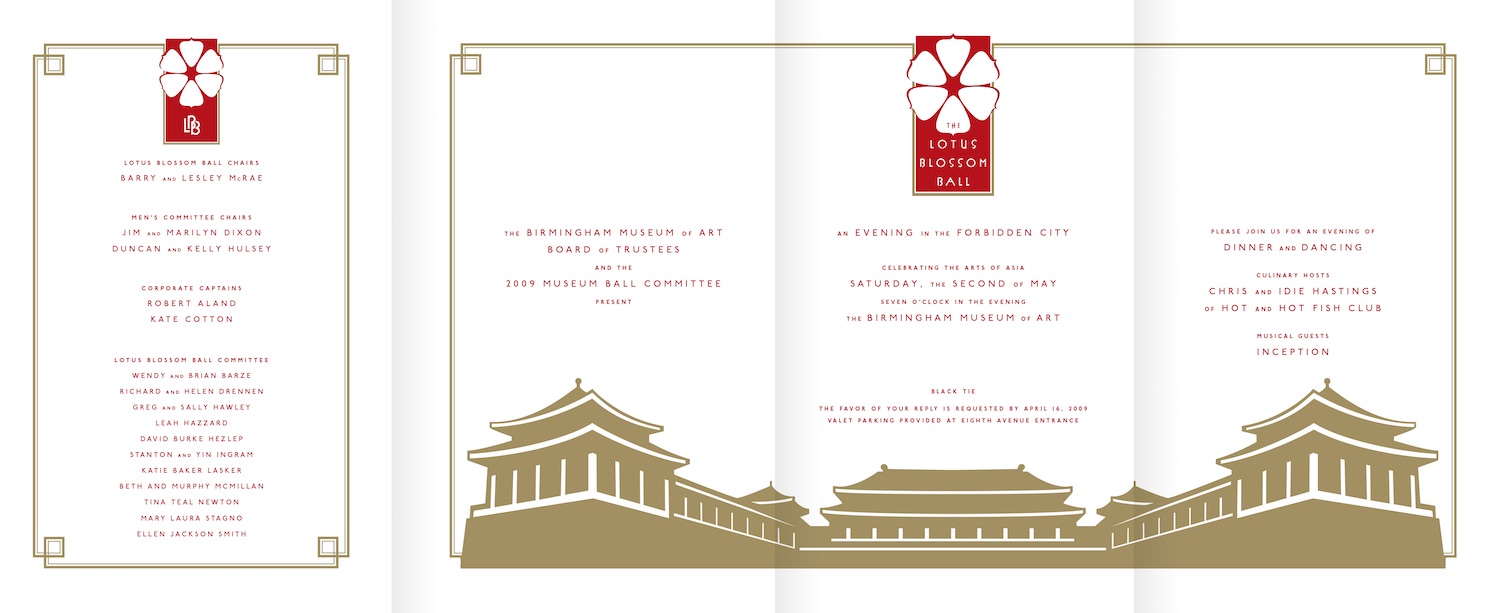 LBB
LOTUS BLOSSOM BALL CHAIRS
BARRY AND LESLEY McRAE
MEN'S COMMITTEE CHAIRS
JIM AND MARILYN DIXON
DUNCAN AND KELLY HULSEY
CORPORATE CAPTAINS
ROBERT ALAND
KATE COTTON
LOTUS BLOSSOM BALL COMMITTEE
WENDY AND BRIAN BARZE
RICHARD AND HELEN DRENNEN
GREG AND SALLY HAWLEY
LEAH HAZZARD
DAVID BURKE HEZLEP
STANTON AND YIN INGRAM
KATIE BAKER LASKER
BETH AND MURPHY MCMILLAN
TINA TEAL NEWTON
MARY LAURA STAGNO
ELLEN JACKSON SMITH
THE BIRMINGHAM MUSEUM OF ART
BOARD OF TRUSTEES
AND THE
2009 MUSEUM BALL COMMITTEE
PRESENT
THE
LOTUS
BLOSSOM
BALL
AN EVENING IN THE FORBIDDEN CITY
CELEBRATING THE ARTS OF ASIA
SATURDAY, THE SECOND OF MAY
SEVEN O'CLOCK IN THE EVENING
THE BIRMINGHAM MUSEUM OF ART
BLACK TIE
THE FAVOR OF YOUR REPLY IS REQUESTED BY APRIL 16, 2009
VALET PARKING PROVIDED AT EIGHTH AVENUE ENTRANCE
PLEASE JOIN US FOR AN EVENING OF
DINNER AND DANCING
CULINARY HOSTS
CHRIS AND IDIE HASTINGS
OF HOT AND HOT FISH CLUB
MUSICAL GUESTS
INCEPTION